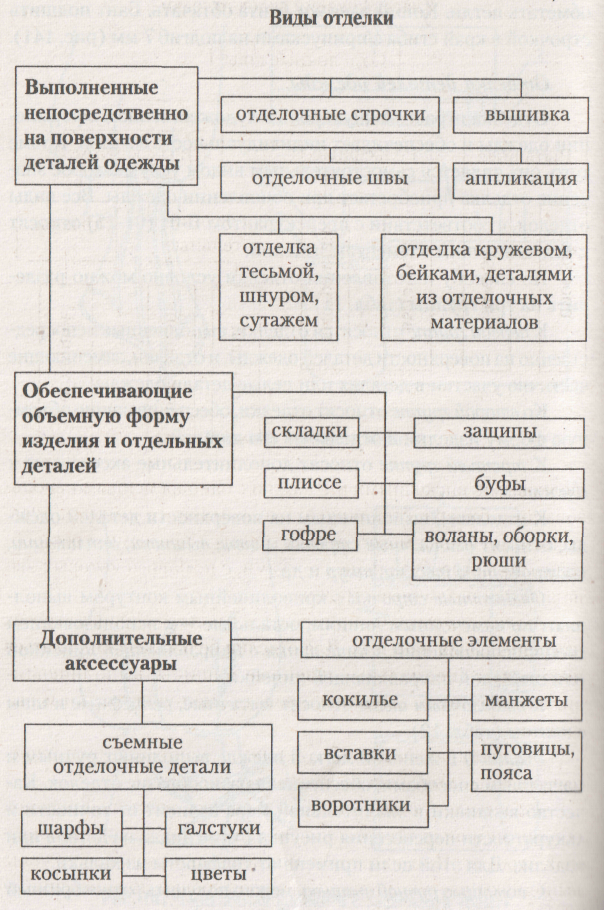 Виды отделки
Выполненные
непосредственно
на поверхности
деталей одежды
отделочные строчки
вышивка
отделочные швы
аппликация
отделка
тесьмой,
шнуром,
сутажем
отделка кружевом,
бейками, деталями
из отделочных
материалов
Обеспечивающие
объемную форму
изделия и отдельных
деталей
складки
защипы
плиссе
буфы
гофре
воланы, оборки,
рюши
Дополнительные
аксессуары
отделочные элементы
кокилье
манжеты
вставки
пуговицы,
пояса
воротники
съемные
отделочные детали
шарфы
галстуки
косынки
цветы